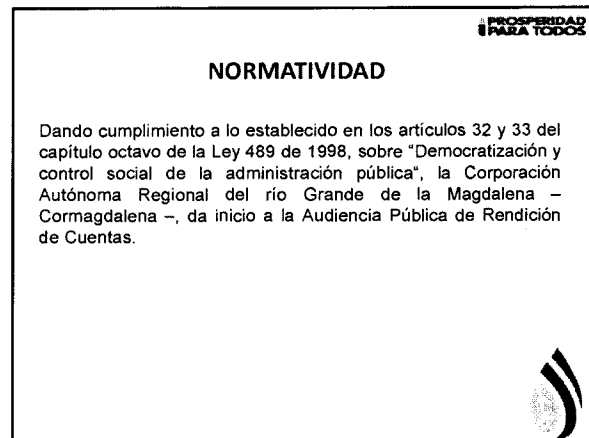 PROSPERIDAD
PARA TODOS
NORMATIVIDAD
Dando cumplimiento a lo establecido en los artículos 32 y 33 del
capítulo octavo de la Ley 489 de 1998, sobre "Democratización y
control social de la administración pública", la Corporación
Autónoma Regional del río Grande de la Magdalena –
Cormagdalena –, da inicio a la Audiencia Pública de Rendición
de Cuentas.